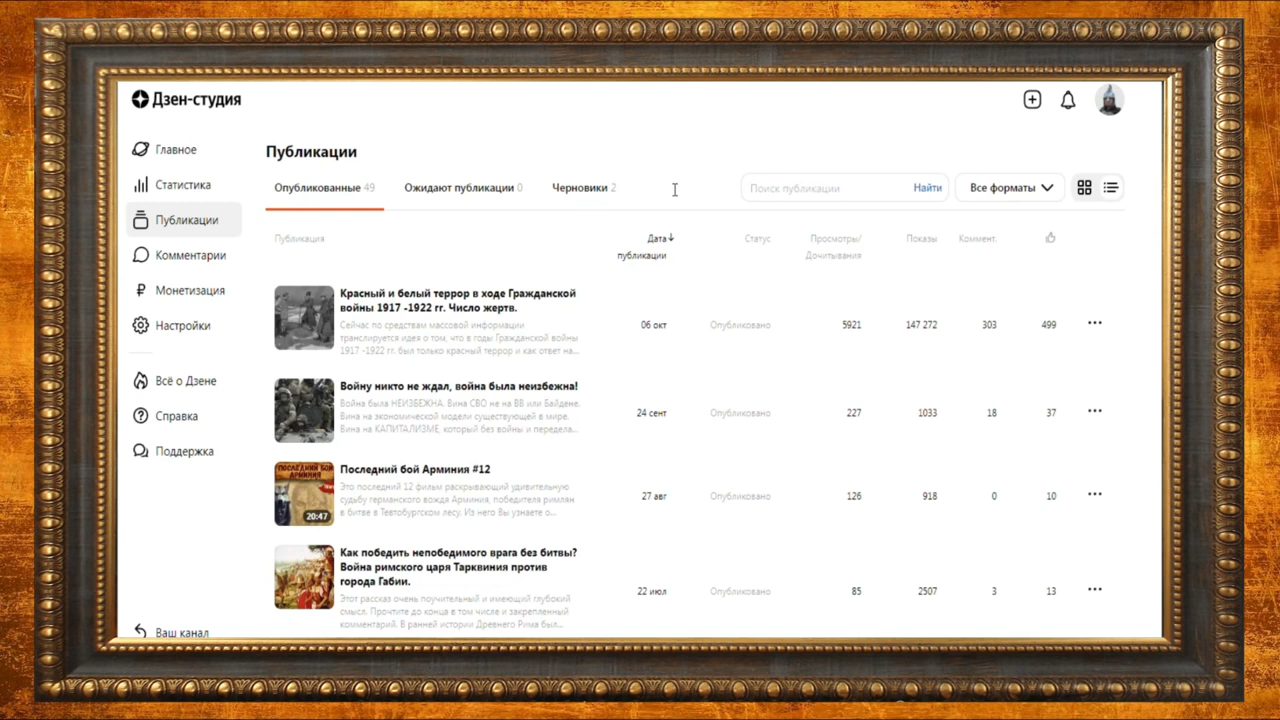 Дзен-студия
Главное
Статистика
Публикации
Комментарии
Монетизация
Настройки
Всё о Дзене
Справка
Поддержка
Ваш канал
Публикации
Опубликованные 49
Ожидают публикации 0
Черновики 2
Поиск публикации
Найти
Все форматы
Публикация
Дата↓
публикации
Статус
Просмотры/
Дочитывания
Показы
Коммент.
Красный и белый террор в ходе Гражданской
войны 1917 -1922 гг. Число жертв.
Сейчас по средствам массовой информации
транслируется идея о том, что в годы Гражданской войны
1917 -1922 гг. был только красный террор и как ответ на...
06 окт
Опубликовано
5921
147 272
303
499
Войну никто не ждал, война была неизбежна!
Война была НЕИЗБЕЖНА. Вина СВО не на ВВ или Байдене.
Вина на экономической модели существующей в мире.
Вина на КАПИТАЛИЗМЕ, который без войны и передела...
24 сент
Опубликовано
227
1033
18
37
ПОСЛЕДНИЙ БОЙ
АРМИНИЯ
20:47
Последний бой Арминия #12
Это последний 12 фильм раскрывающий удивительную
судьбу германского вождя Арминия, победителя римлян
в битве в Тевтобургском лесу. Из него Вы узнаете о...
27 авг
Опубликовано
126
918
0
10
Как победить непобедимого врага без битвы?
Война римского царя Тарквиния против
города Габии.
Этот рассказ очень поучительный и имеющий глубокий
смысл. Прочтите до конца в том числе и закрепленный
комментарий. В ранней истории Древнего Рима был...
22 июл
Опубликовано
85
2507
3
13